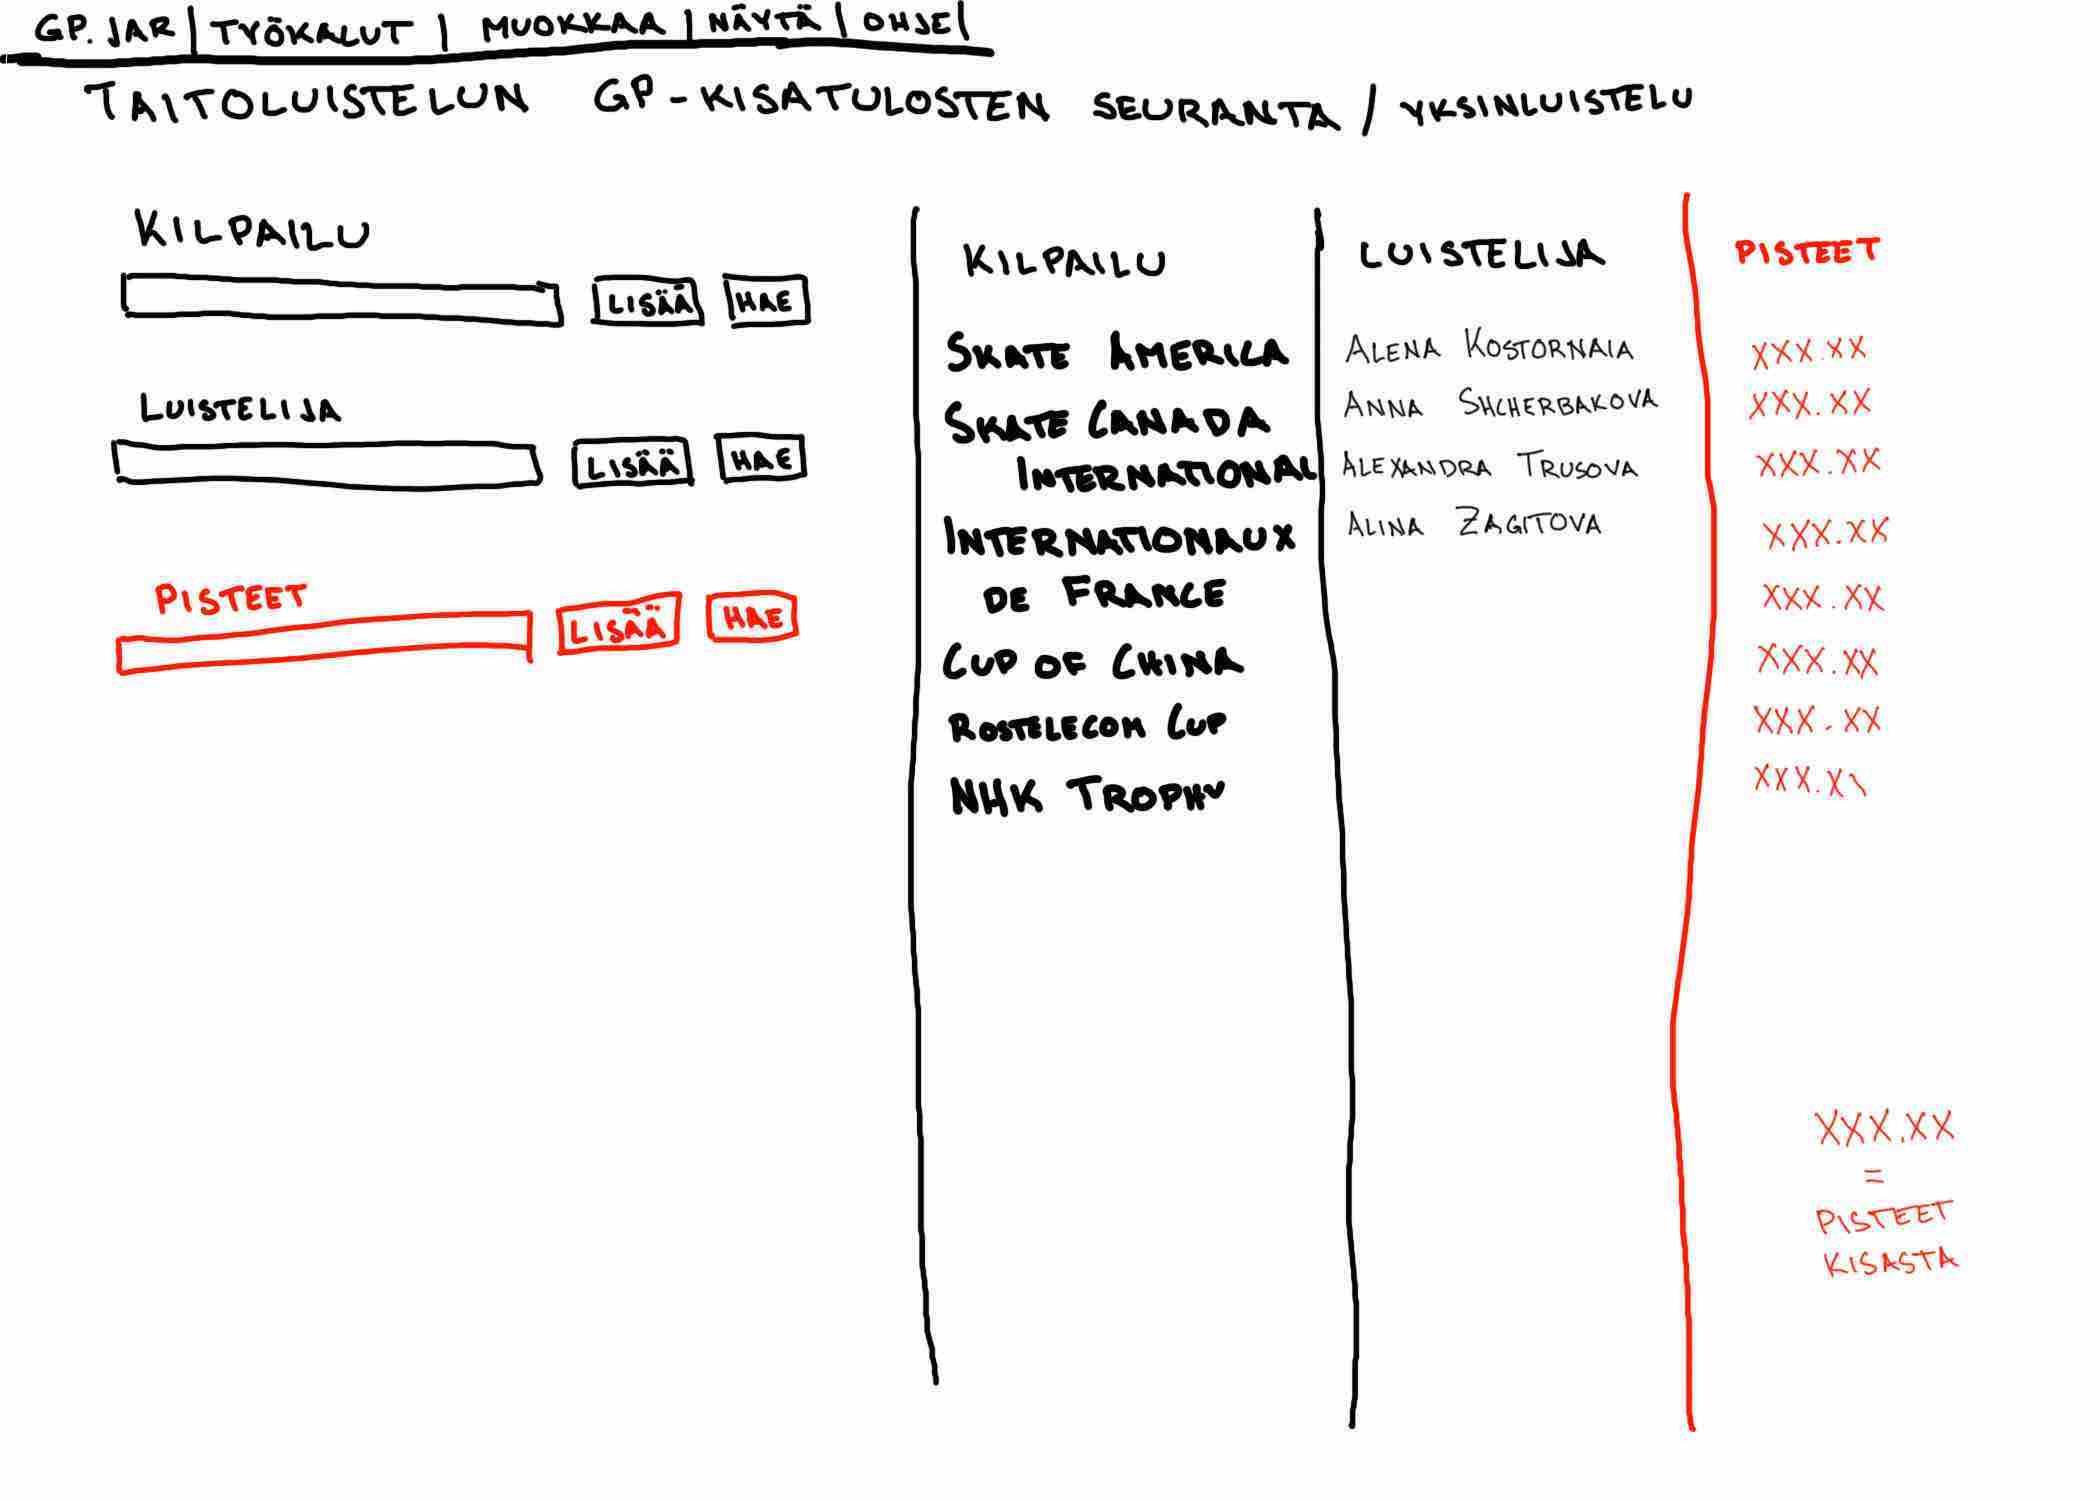 GP.JAR | TYÖKALUT | MUOKKAA | NÄYTÄ | OHJE |
TAITOLUISTELUN GP-KISATULOSTEN SEURANTA / YKSINLUISTELU
KILPAILU
LISÄÄ HAE
LUISTELIJA
LISÄÄ HAE
PISTEET
LISÄÄ HAE
KILPAILU
SKATE AMERICA
SKATE CANADA
INTERNATIONAL
INTERNATIONAUX
DE FRANCE
CUP OF CHINA
ROSTELECOM CUP
NHK TROPHY
LUISTELIJA
ALENA KOSTORNAIA
ANNA SHCHERBAKOVA
ALEXANDRA TRUSOVA
ALINA ZAGITOVA
PISTEET
XXX.XX
XXX.XX
XXX.XX
XXX.XX
XXX.XX
XXX.XX
XXX.XX
XXX.XX
XXX.XX
=
PISTEET
KISASTA